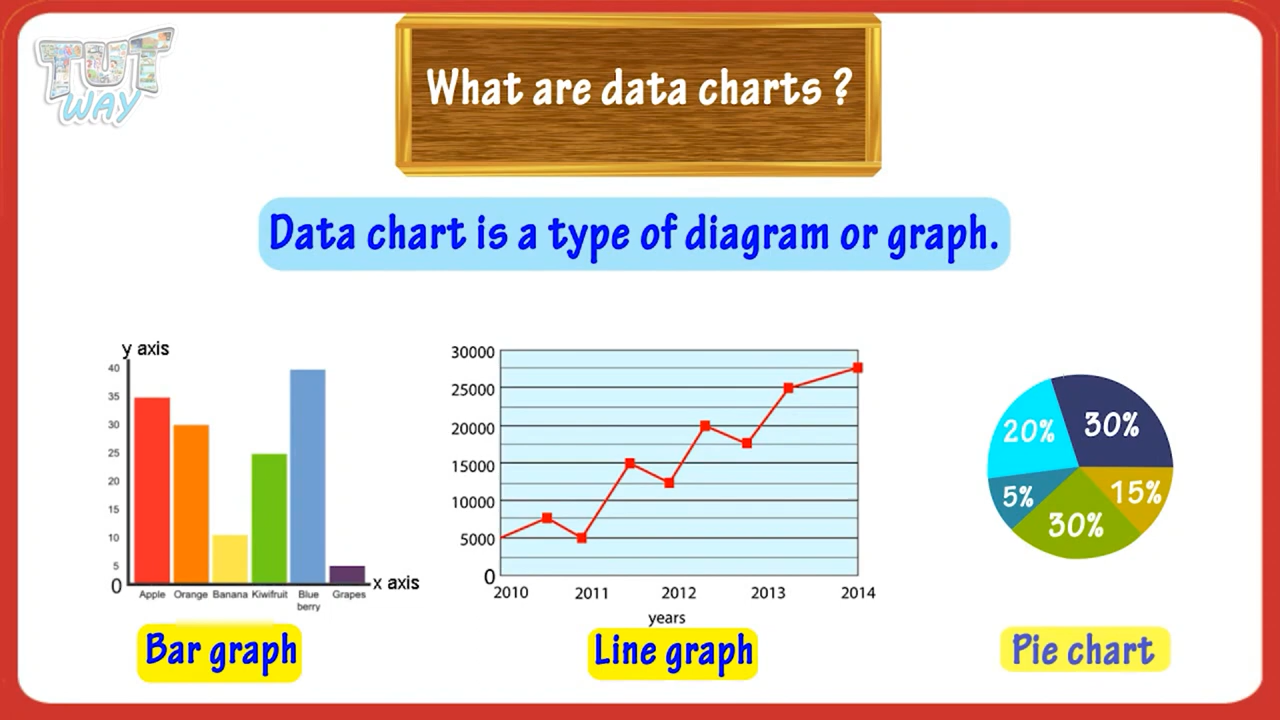 TUT
WAY
What are data charts ?
Data chart is a type of diagram or graph.
y axis
40
35
30
25
20
15
10
5
0
x axis
Apple Orange Banana Kiwifruit Blue berry Grapes
Bar graph
30000
25000
20000
15000
10000
5000
0
2010 2011 2012 2013 2014
years
Line graph
20% 30%
5% 15%
30%
Pie chart